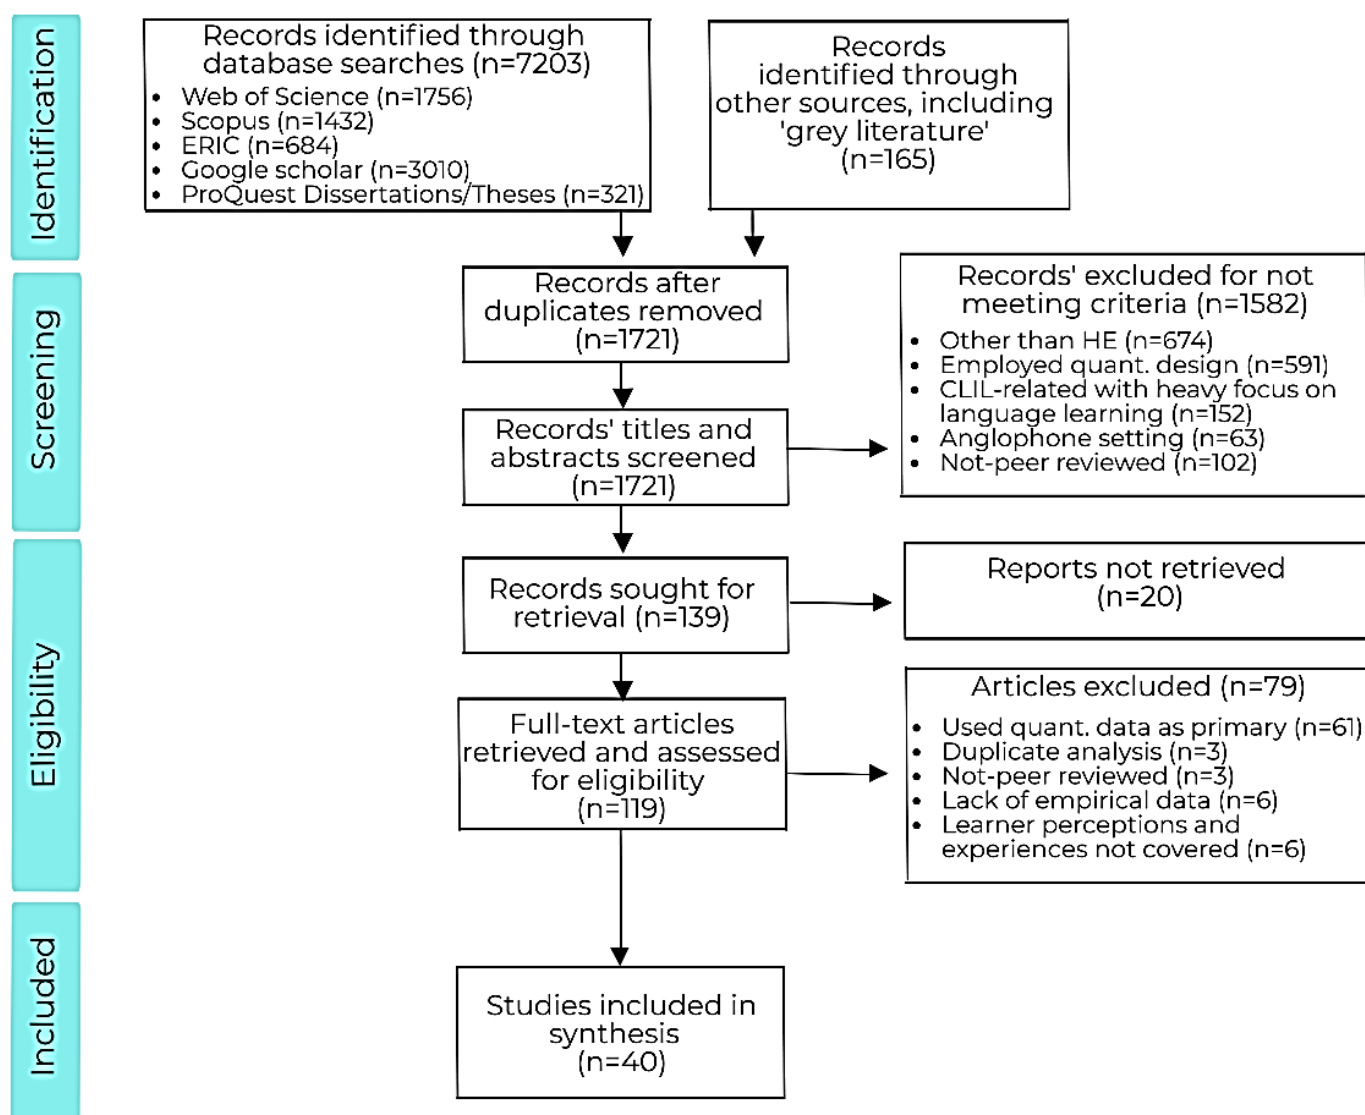 Identification
Records identified through
database searches (n=7203)
• Web of Science (n=1756)
• Scopus (n=1432)
• ERIC (n=684)
• Google scholar (n=3010)
• ProQuest Dissertations/Theses (n=321)
Records
identified through
other sources, including
'grey literature'
(n=165)
Screening
Records after
duplicates removed
(n=1721)
Records' titles and
abstracts screened
(n=1721)
Records' excluded for not
meeting criteria (n=1582)
• Other than HE (n=674)
• Employed quant. design (n=591)
• CLIL-related with heavy focus on
language learning (n=152)
• Anglophone setting (n=63)
• Not-peer reviewed (n=102)
Eligibility
Records sought for
retrieval (n=139)
Reports not retrieved
(n=20)
Full-text articles
retrieved and assessed
for eligibility
(n=119)
Articles excluded (n=79)
• Used quant. data as primary (n=61)
• Duplicate analysis (n=3)
• Not-peer reviewed (n=3)
• Lack of empirical data (n=6)
• Learner perceptions and
experiences not covered (n=6)
Included
Studies included in
synthesis
(n=40)